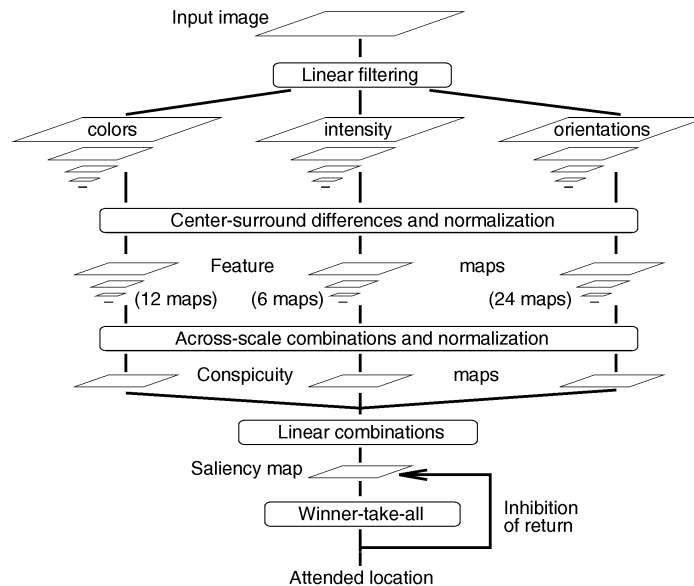 Input image
Linear filtering
colors
intensity
orientations
Center-surround differences and normalization
Feature maps
(12 maps)
(6 maps)
(24 maps)
Across-scale combinations and normalization
Conspicuity maps
Linear combinations
Saliency map
Winner-take-all
Inhibition
of return
Attended location